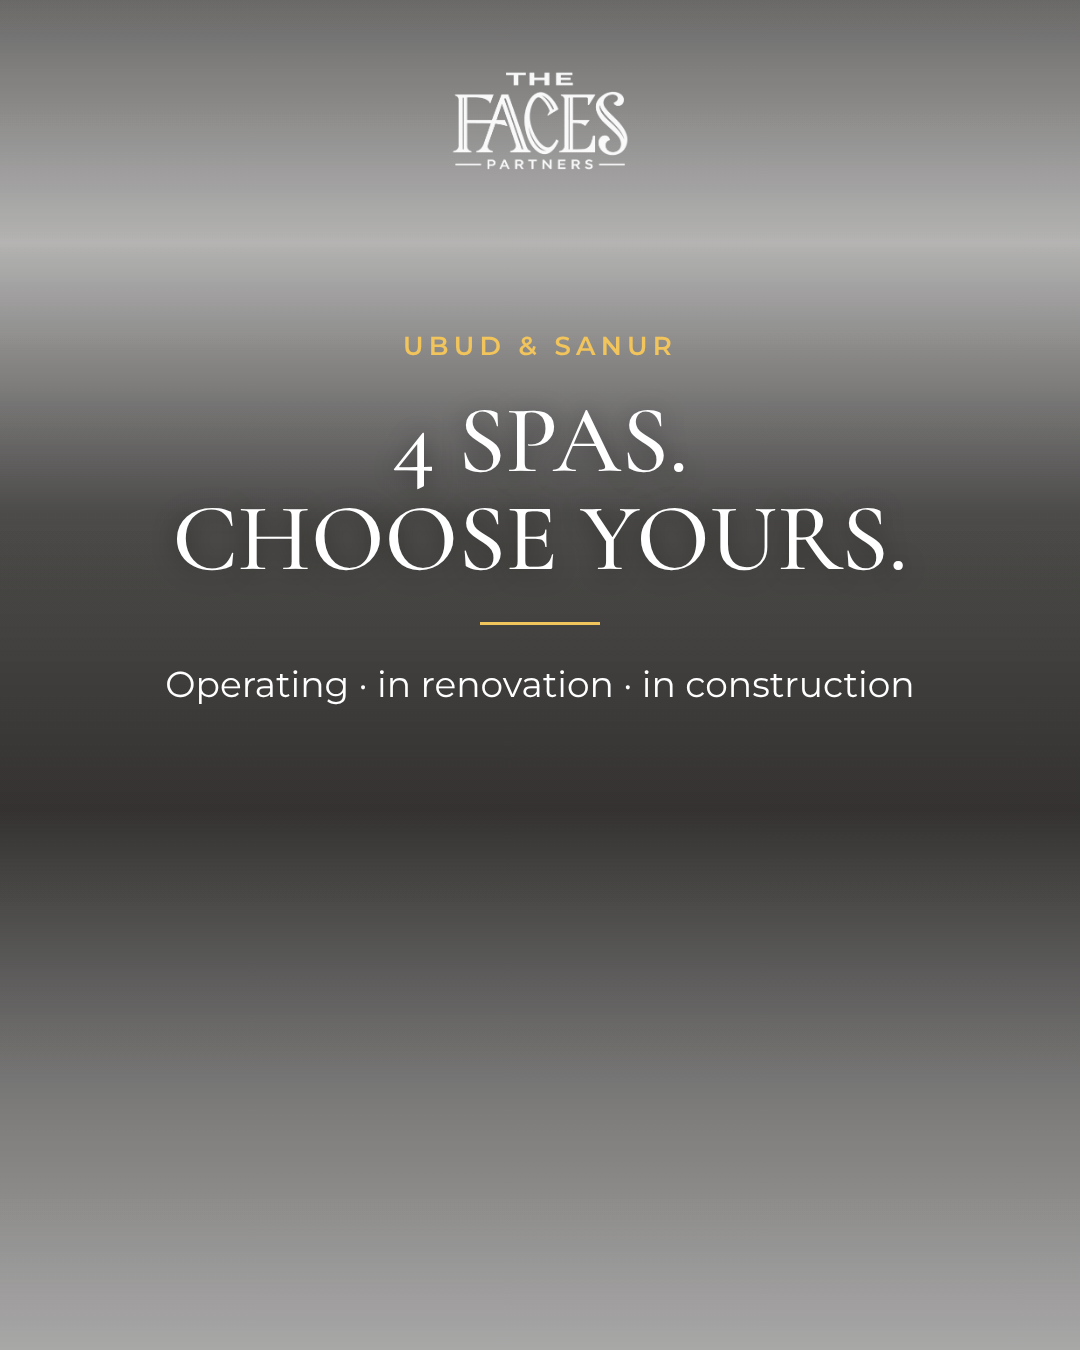 THE
FACES
PARTNERS
UBUD & SANUR
4 SPAS.
CHOOSE YOURS.
Operating · in renovation · in construction